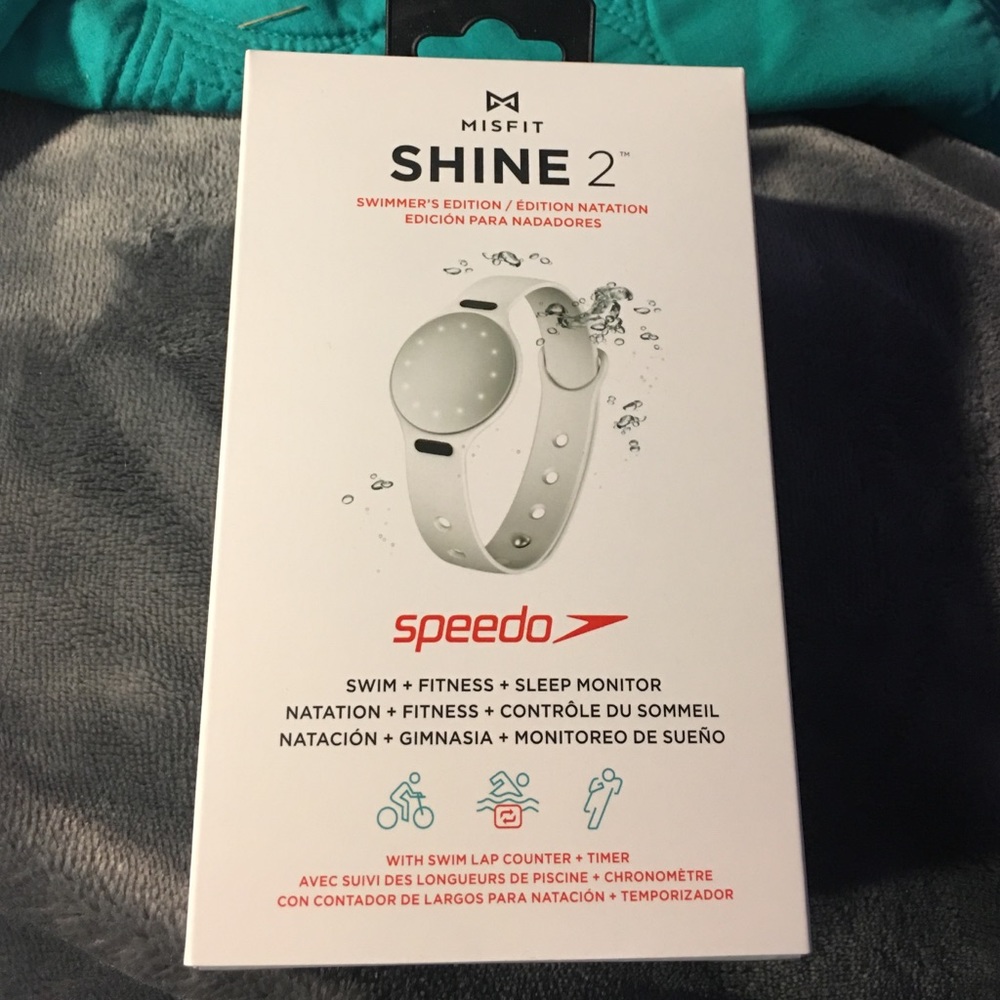 MISFIT
SHINE 2™
SWIMMER'S EDITION / ÉDITION NATATION
EDICIÓN PARA NADADORES
speedo
SWIM + FITNESS + SLEEP MONITOR
NATATION + FITNESS + CONTRÔLE DU SOMMEIL
NATACIÓN + GIMNASIA + MONITOREO DE SUEÑO
WITH SWIM LAP COUNTER + TIMER
AVEC SUIVI DES LONGUEURS DE PISCINE + CHRONOMÈTRE
CON CONTADOR DE LARGOS PARA NATACIÓN + TEMPORIZADOR